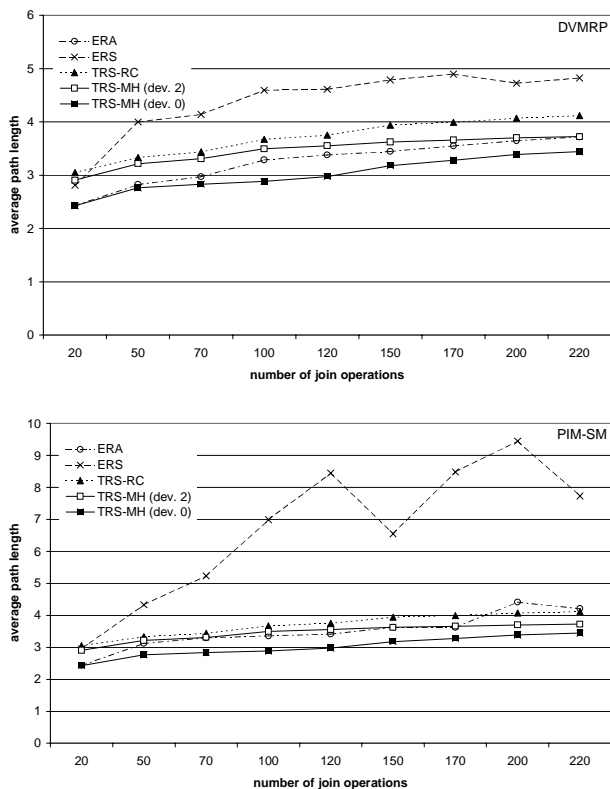 DVMRP
ERA
ERS
TRS-RC
TRS-MH (dev. 2)
TRS-MH (dev. 0)
average path length
6
5
4
3
2
1
0
20 50 70 100 120 150 170 200 220
number of join operations
PIM-SM
ERA
ERS
TRS-RC
TRS-MH (dev. 2)
TRS-MH (dev. 0)
average path length
10
9
8
7
6
5
4
3
2
1
0
20 50 70 100 120 150 170 200 220
number of join operations